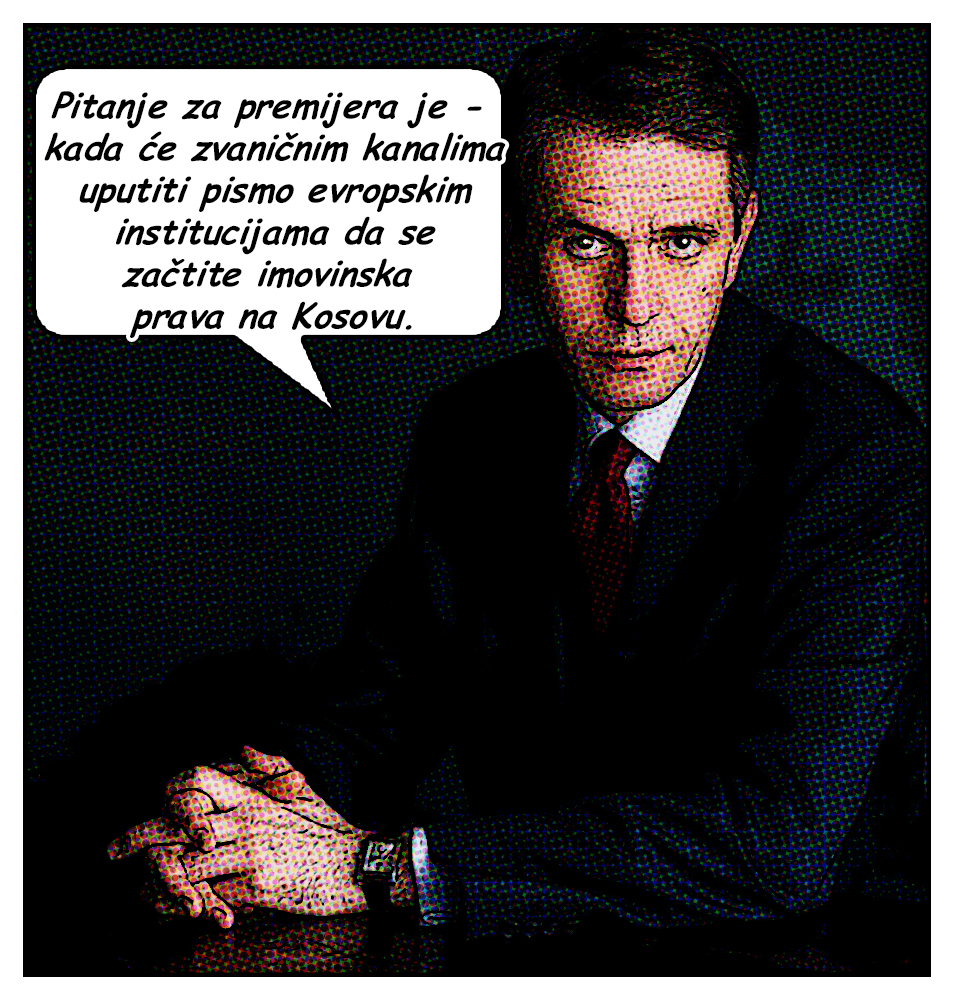 Pitanje za premijera je -
kada će zvaničnim kanalima
uputiti pismo evropskim
institucijama da se
začtite imovinska
prava na Kosovu.